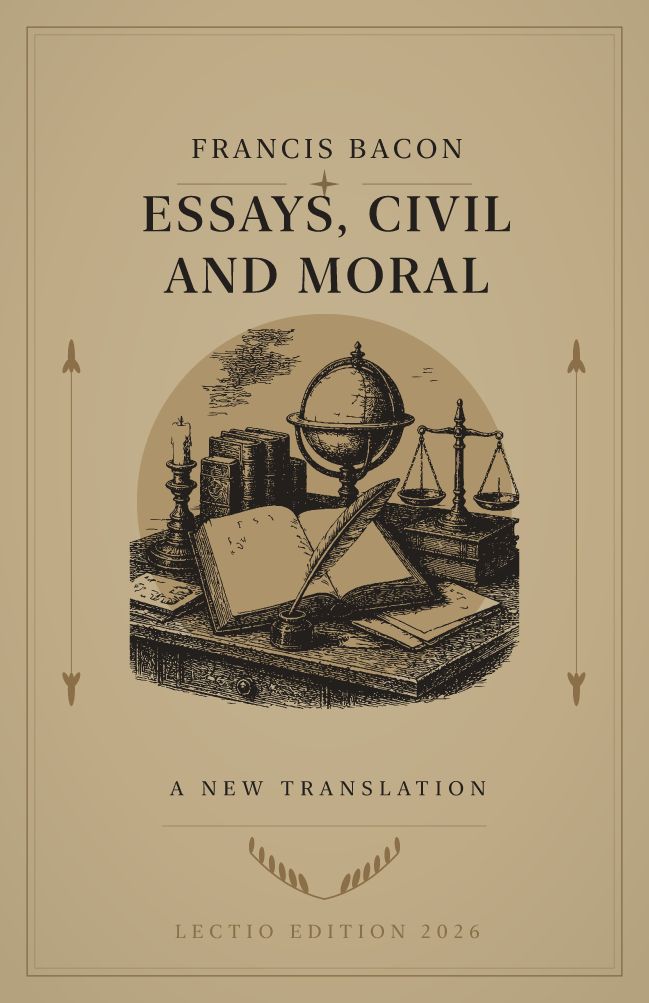 FRANCIS BACON
ESSAYS, CIVIL
AND MORAL
A NEW TRANSLATION
LECTIO EDITION 2026